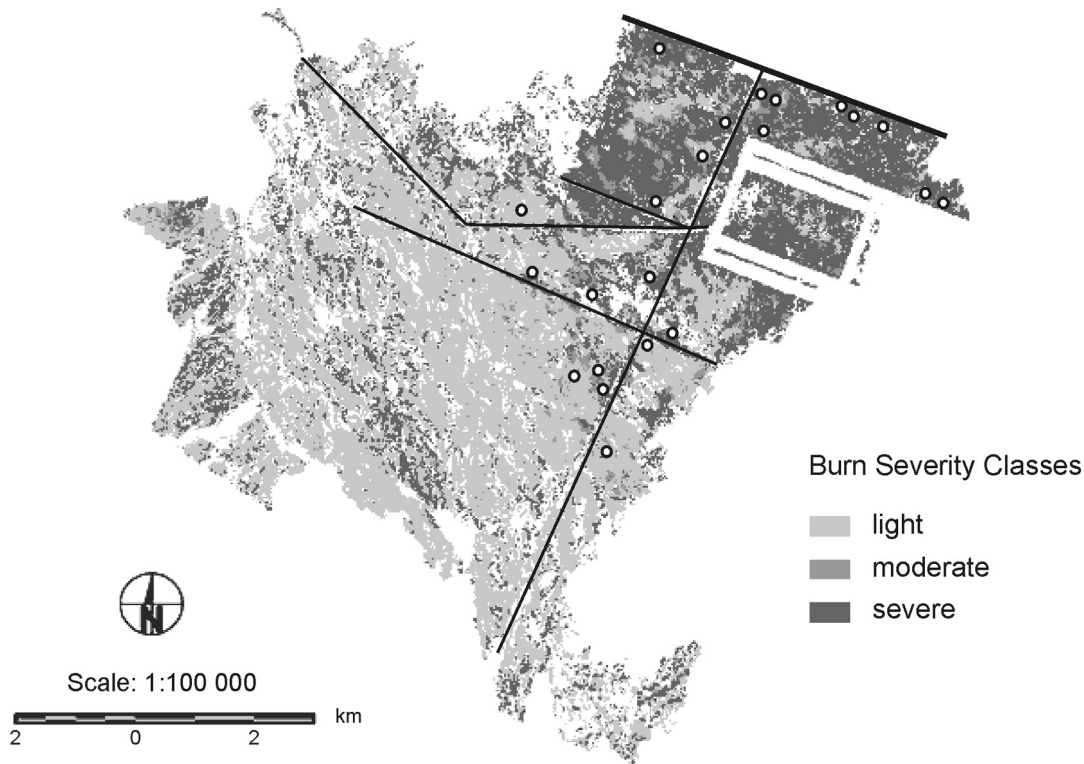 Burn Severity Classes
light
moderate
severe
N
Scale: 1:100 000
km
2 0 2